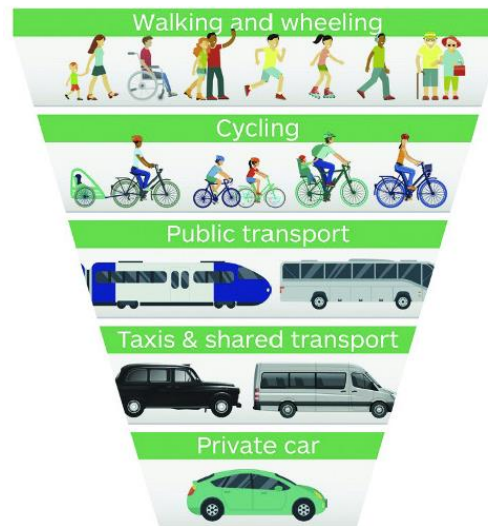 Walking and wheeling
Cycling
Public transport
Taxis & shared transport
Private car